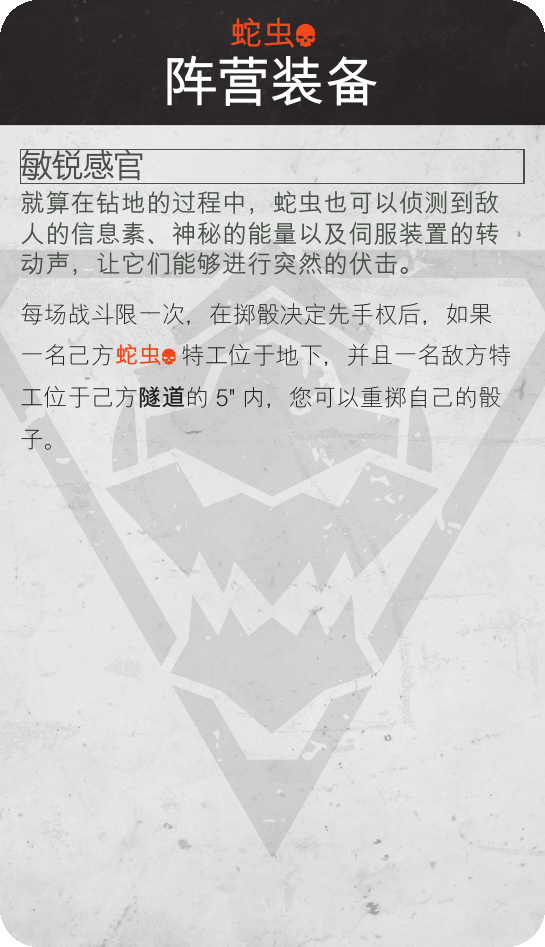 蛇虫
阵营装备
敏锐感官
就算在钻地的过程中，蛇虫也可以侦测到敌
人的信息素、神秘的能量以及伺服装置的转
动声，让它们能够进行突然的伏击。
每场战斗限一次，在掷骰决定先手权后，如果
一名己方蛇虫特工位于地下，并且一名敌方特
工位于己方隧道的 5" 内，您可以重掷自己的骰
子。